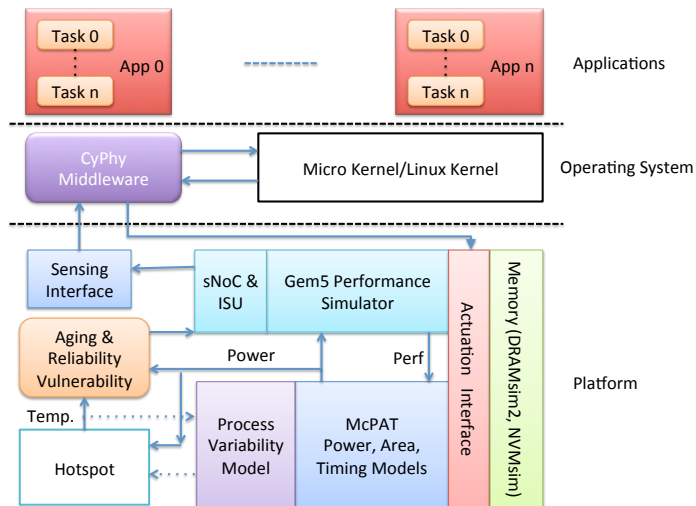 Task 0
Task n
App 0
Task 0
Task n
App n
Applications
CyPhy
Middleware
Micro Kernel/Linux Kernel
Operating System
Sensing
Interface
sNoC &
ISU
Gem5 Performance
Simulator
Actuation Interface
Memory (DRAMsim2, NVMsim)
Aging &
Reliability
Vulnerability
Power
Perf
Platform
Temp.
Process
Variability
Model
McPAT
Power, Area,
Timing Models
Hotspot